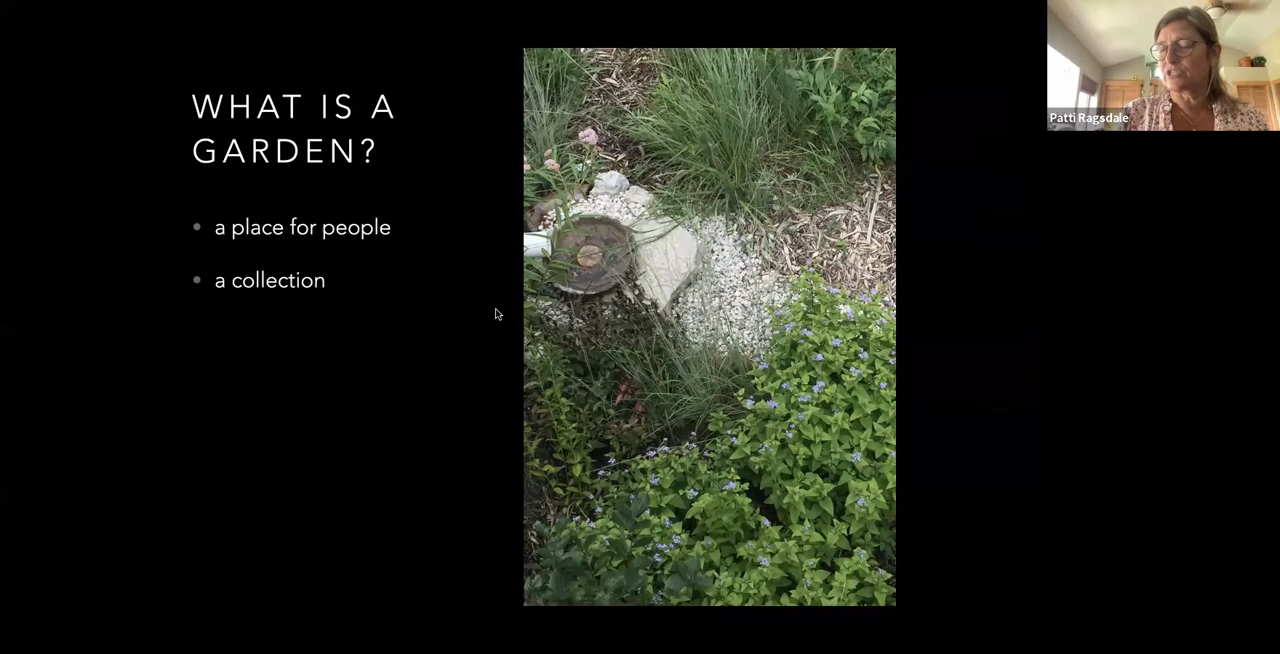 WHAT IS A
GARDEN?
a place for people
a collection
Patti Ragsdale